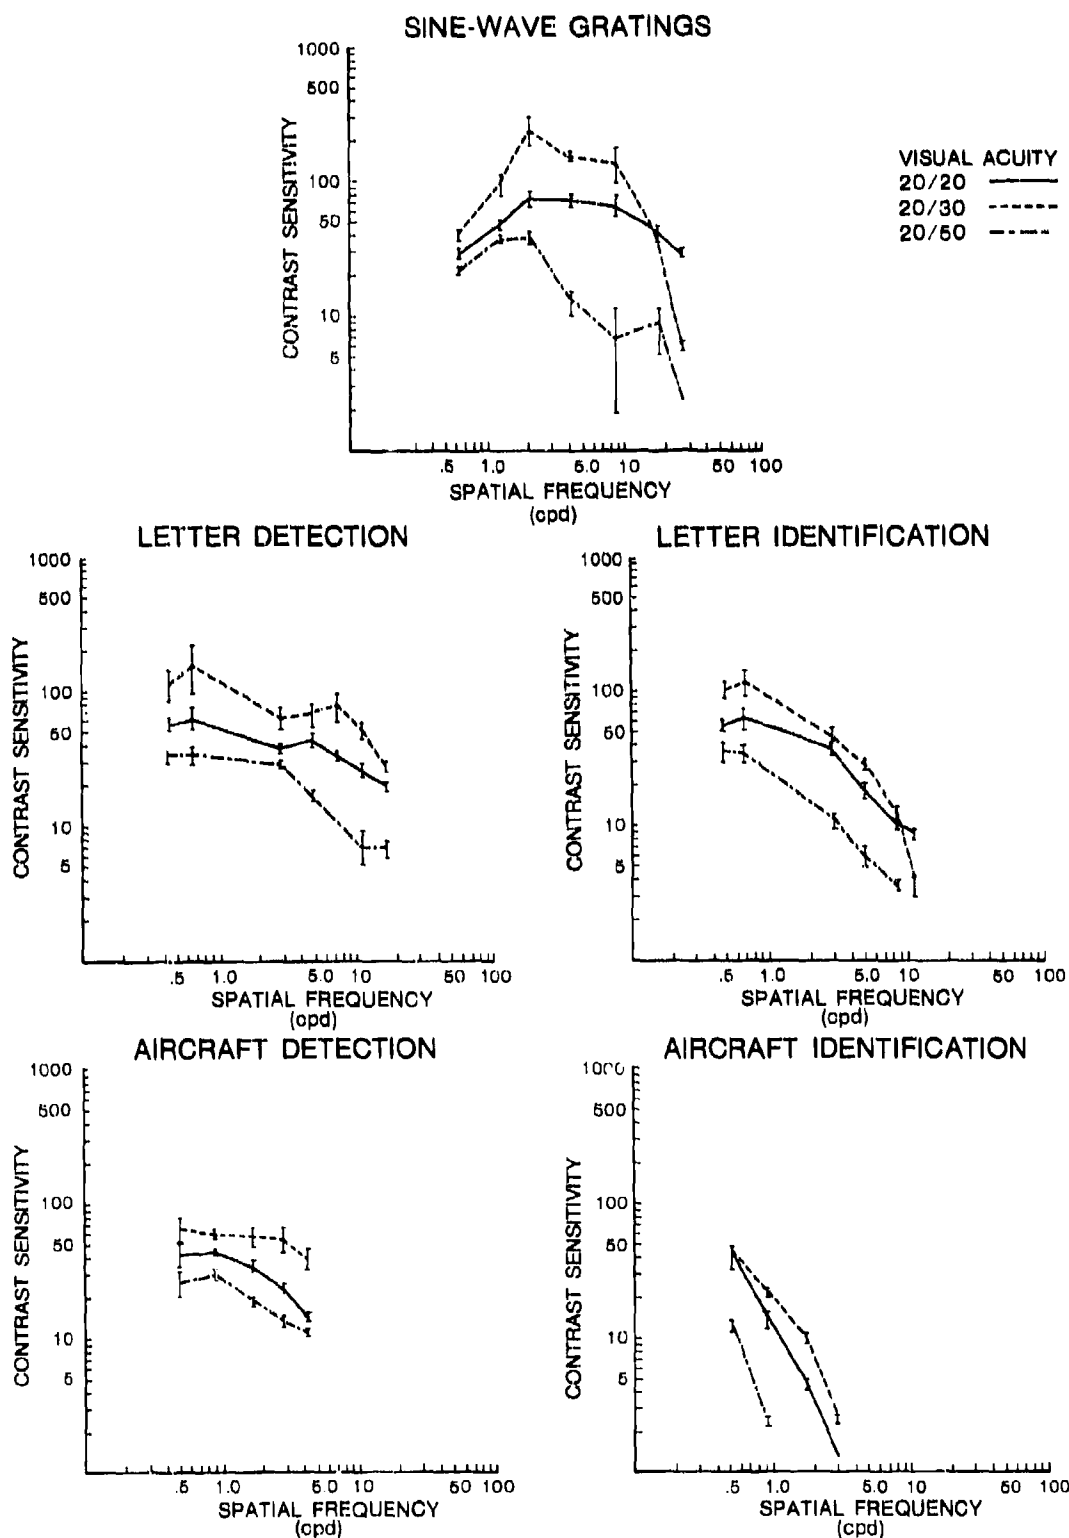 SINE-WAVE GRATINGS
1000
500
100
50
10
5
CONTRAST SENSITIVITY
.5 1.0 5.0 10 50 100
SPATIAL FREQUENCY
(cpd)
VISUAL ACUITY
20/20
20/30
20/50
LETTER DETECTION
1000
500
100
50
10
5
CONTRAST SENSITIVITY
.5 1.0 5.0 10 50 100
SPATIAL FREQUENCY
(cpd)
LETTER IDENTIFICATION
1000
500
100
50
10
5
CONTRAST SENSITIVITY
.5 1.0 5.0 10 50 100
SPATIAL FREQUENCY
(cpd)
AIRCRAFT DETECTION
1000
500
100
50
10
5
CONTRAST SENSITIVITY
.5 1.0 5.0 10 50 100
SPATIAL FREQUENCY
(cpd)
AIRCRAFT IDENTIFICATION
1000
500
100
50
10
5
CONTRAST SENSITIVITY
.5 1.0 5.0 10 50 100
SPATIAL FREQUENCY
(cpd)